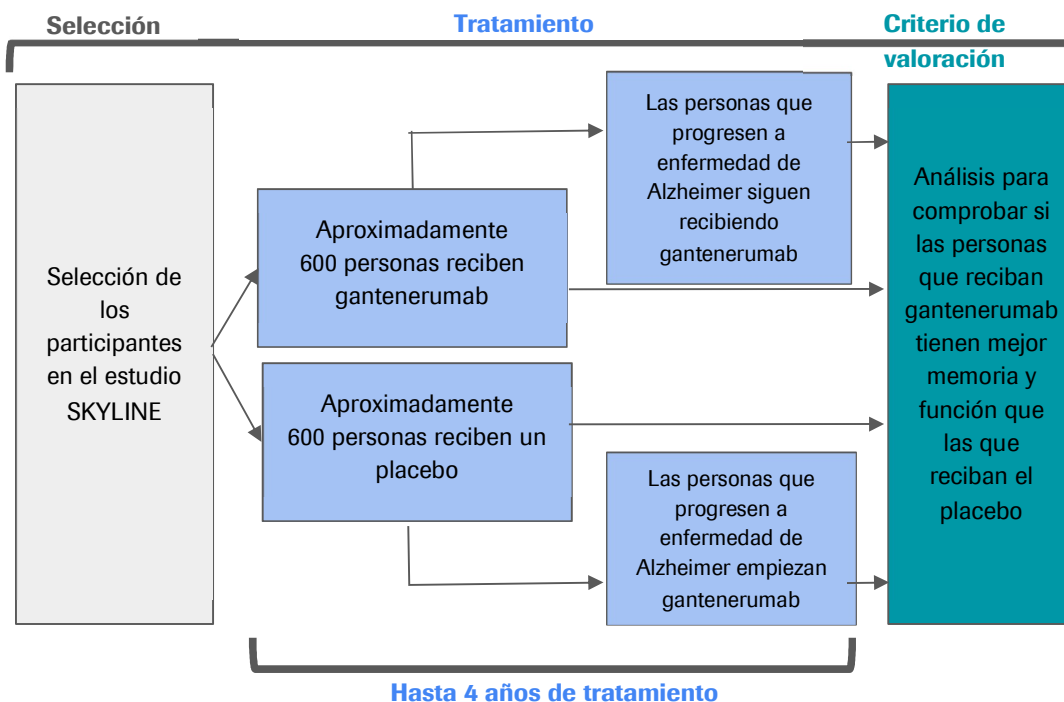 Selección
Tratamiento
Criterio de
valoración
Selección de
los
participantes
en el estudio
SKYLINE
Aproximadamente
600 personas reciben
gantenerumab
Aproximadamente
600 personas reciben un
placebo
Las personas que
progresen a
enfermedad de
Alzheimer siguen
recibiendo
gantenerumab
Las personas que
progresen a
enfermedad de
Alzheimer empiezan
gantenerumab
Análisis para
comprobar si
las personas
que reciban
gantenerumab
tienen mejor
memoria y
función que
las que
reciban el
placebo
Hasta 4 años de tratamiento